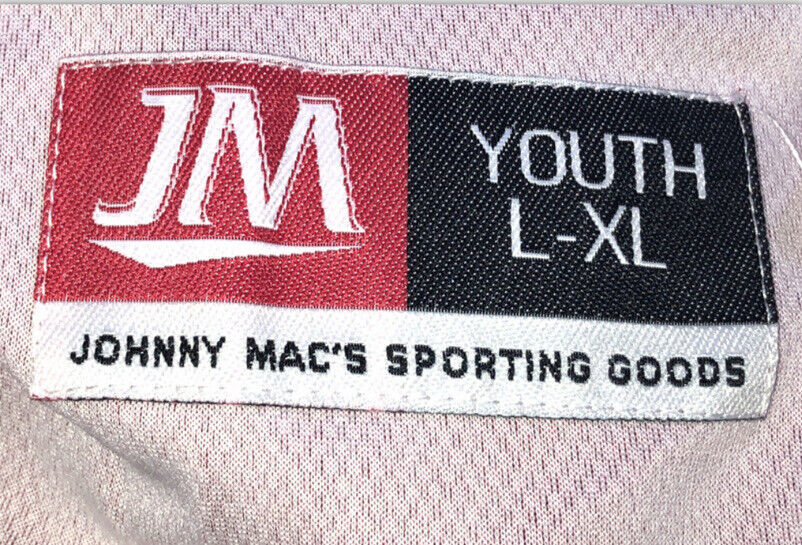 JM
YOUTH
L-XL
JOHNNY MAC'S SPORTING GOODS